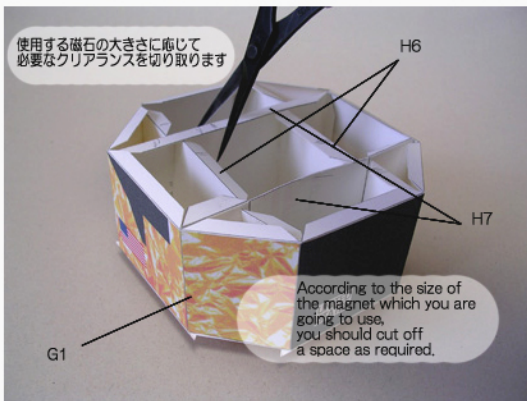 使用する磁石の大きさに応じて
必要なクリアランスを切り取ります
H6
H7
According to the size of
the magnet which you are
going to use,
you should cut off
a space as required.
G1